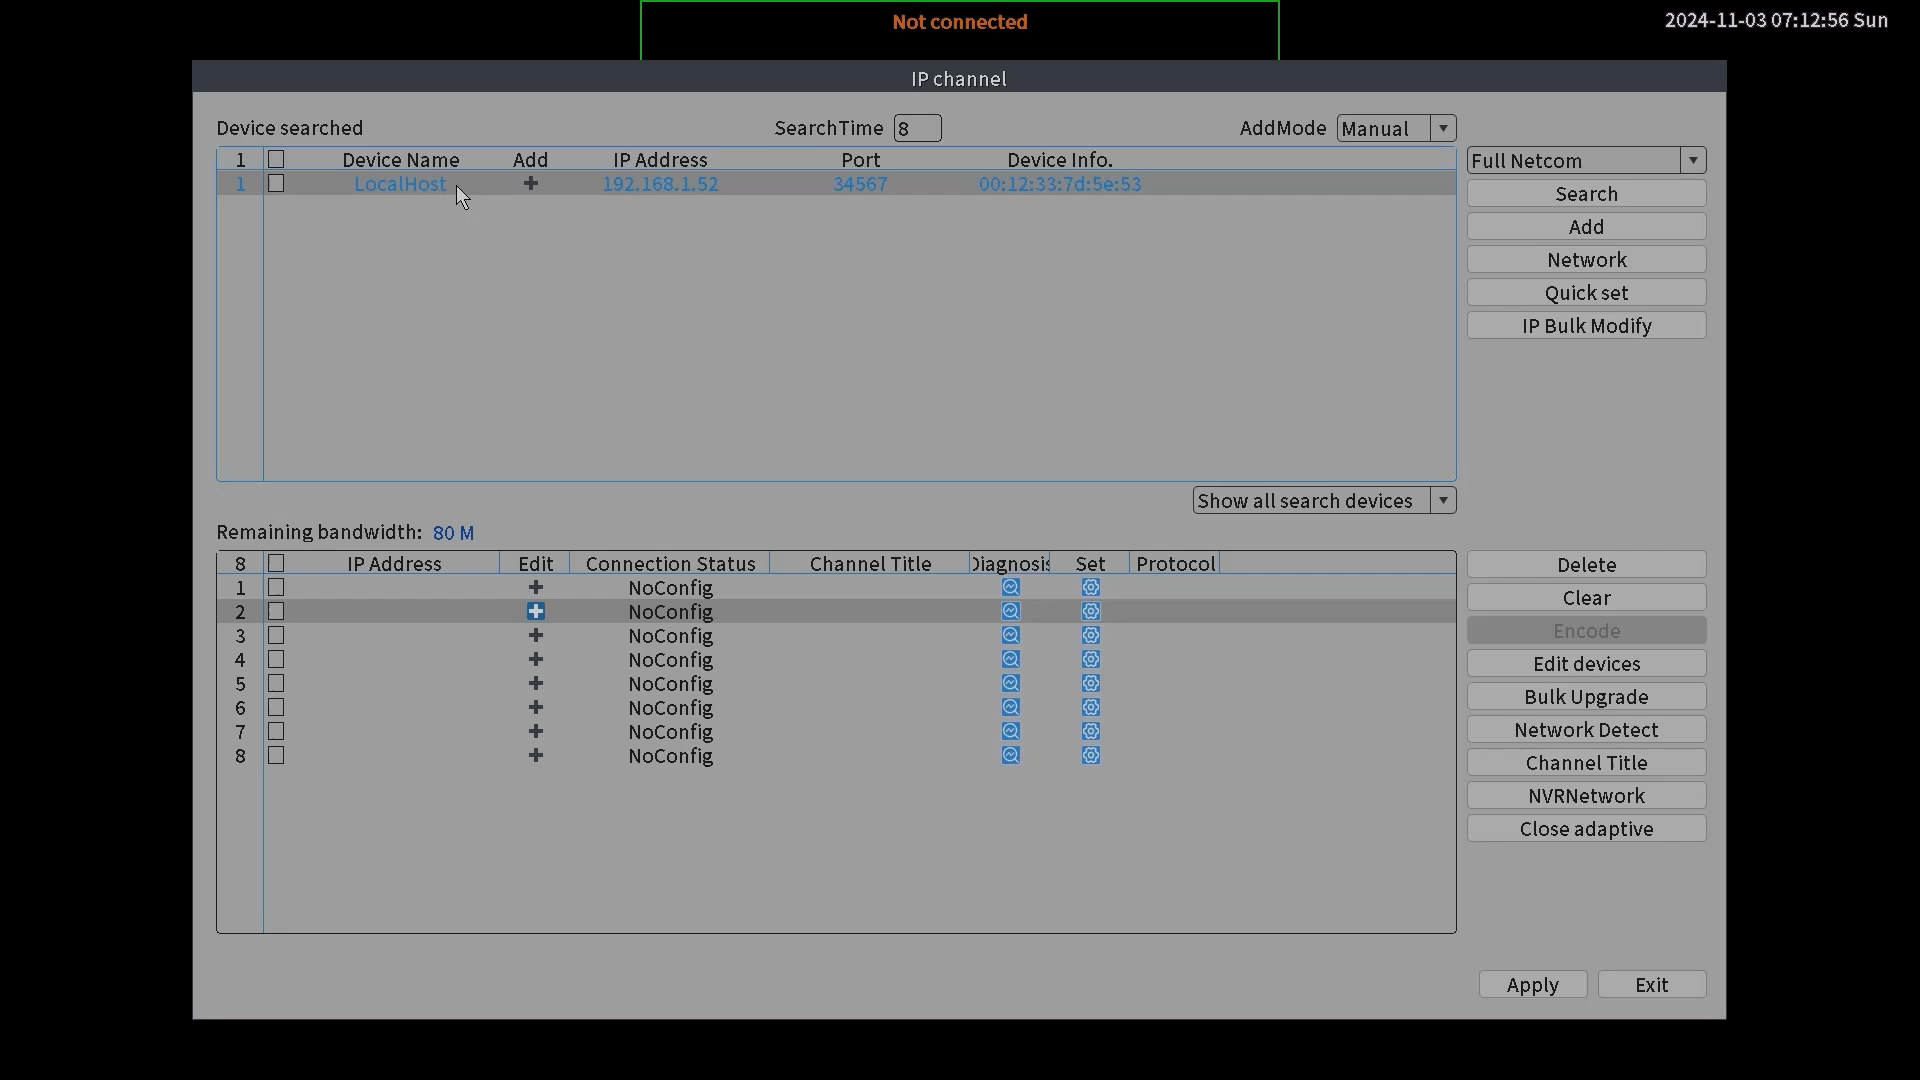 Not connected
2024-11-03 07:12:56 Sun
IP channel
Device searched SearchTime 8 AddMode Manual
1 Device Name Add IP Address Port Device Info.
1 LocalHost 192.168.1.52 34567 00:12:33:7d:5e:53
Full Netcom
Search
Add
Network
Quick set
IP Bulk Modify
Show all search devices
Remaining bandwidth: 80 M
8 IP Address Edit Connection Status Channel Title Diagnosis Set Protocol
1 NoConfig
2 NoConfig
3 NoConfig
4 NoConfig
5 NoConfig
6 NoConfig
7 NoConfig
8 NoConfig
Delete
Clear
Encode
Edit devices
Bulk Upgrade
Network Detect
Channel Title
NVRNetwork
Close adaptive
Apply Exit